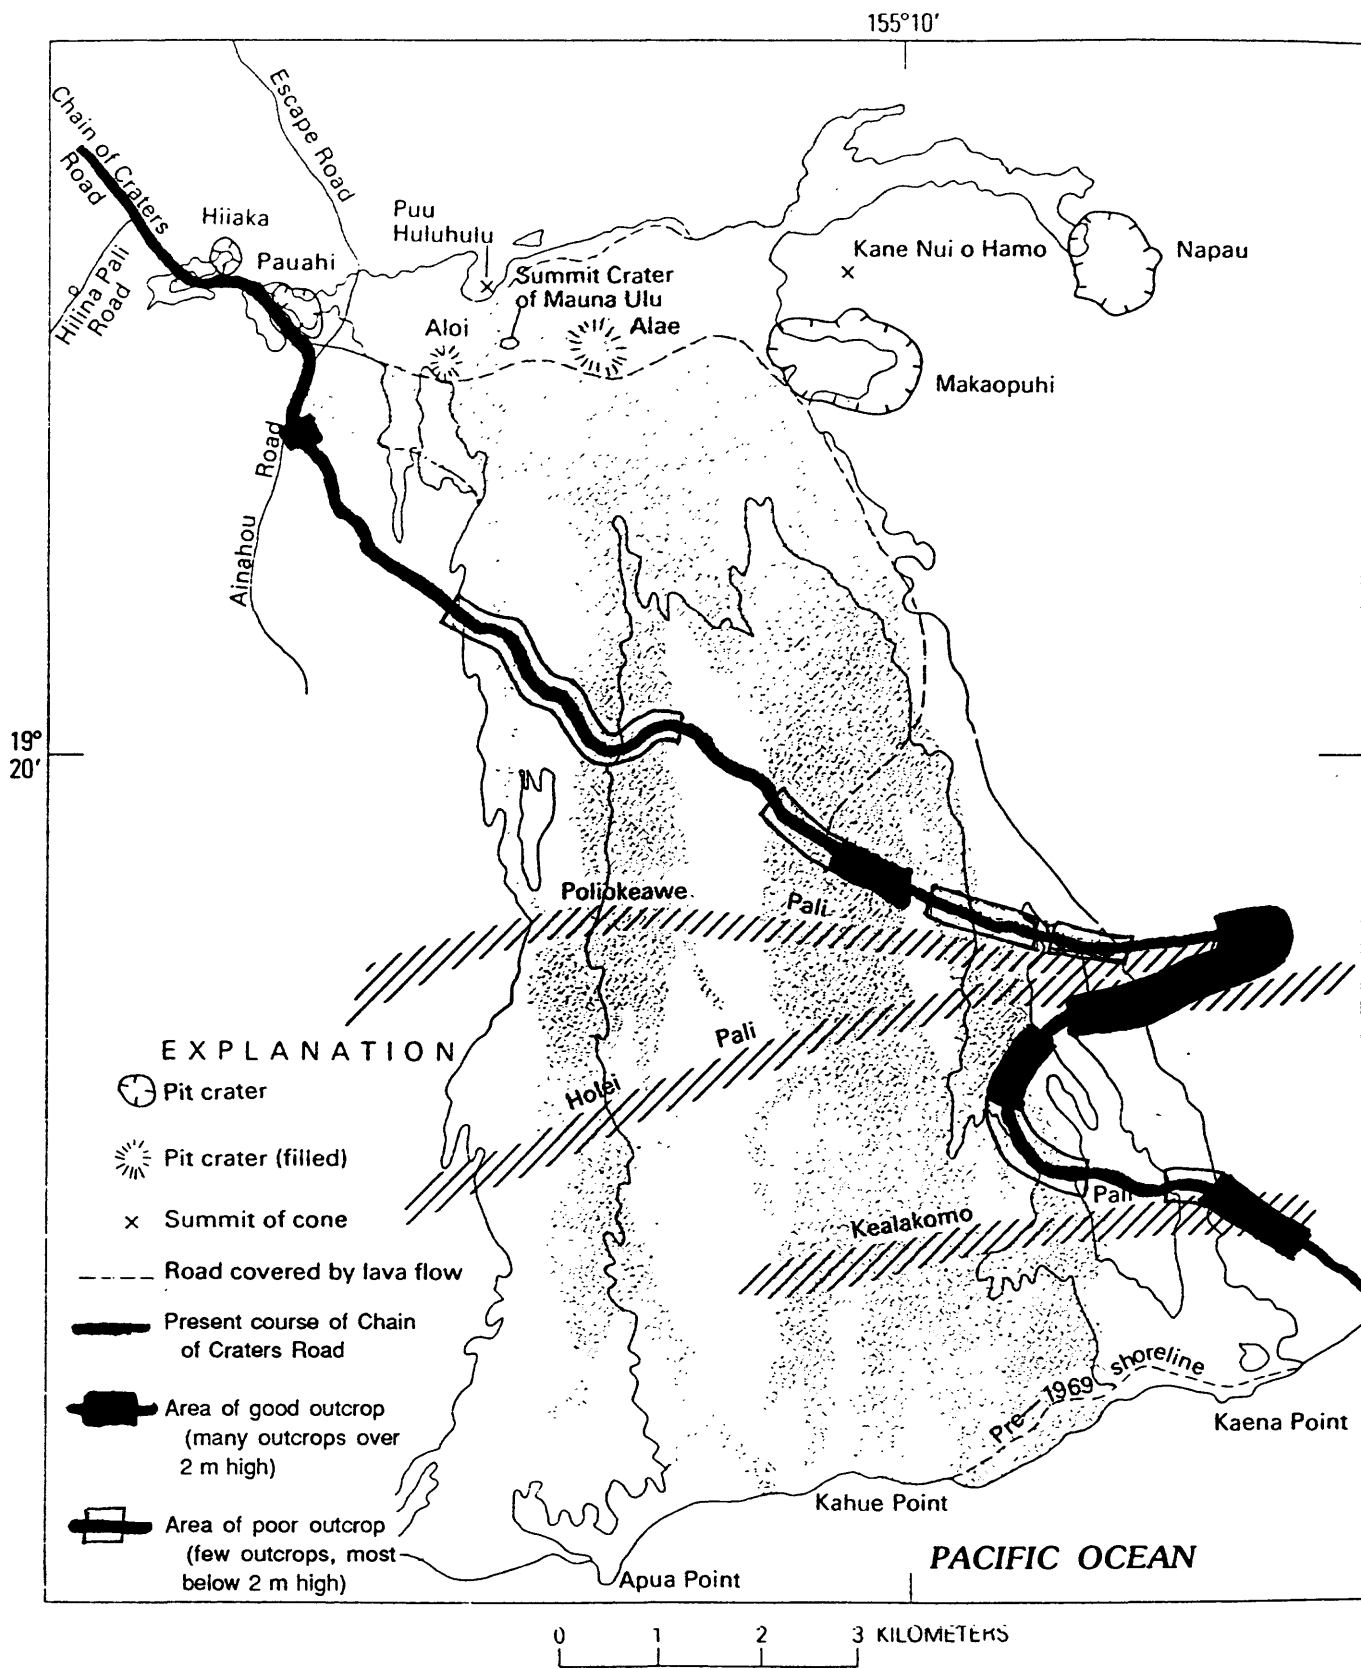 155°10'
Chain of Craters
Road
Escape Road
Hilina Pali
Road
Hiiaka
Pauahi
Puu
Huluhulu
Summit Crater
of Mauna Ulu
Aloi
Alae
Kane Nui o Hamo
Napau
Makaopuhi
Ainahou Road
19°
20'
Poliokeawe Pali
Holei Pali
Kealakomo Pali
Pre-1969 shoreline
Kaena Point
Kahue Point
Apua Point
PACIFIC OCEAN
EXPLANATION
Pit crater
Pit crater (filled)
Summit of cone
Road covered by lava flow
Present course of Chain
of Craters Road
Area of good outcrop
(many outcrops over
2 m high)
Area of poor outcrop
(few outcrops, most
below 2 m high)
0 1 2 3 KILOMETERS